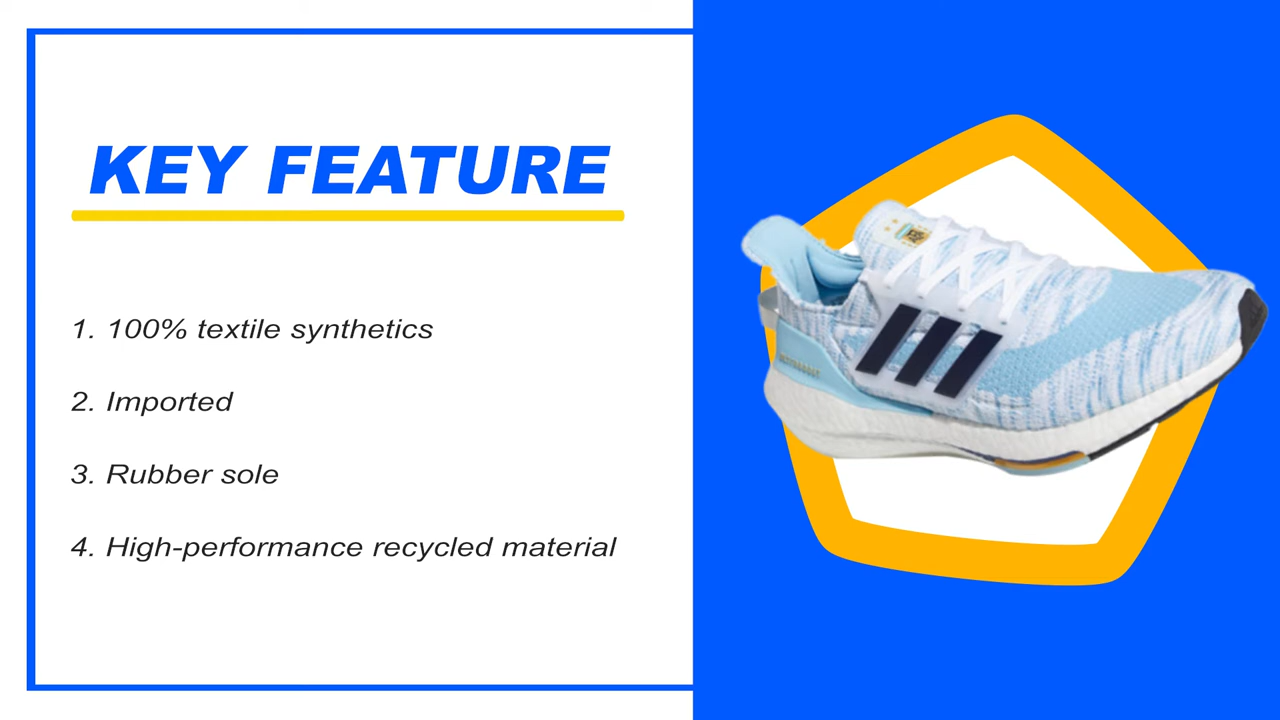 KEY FEATURE
1. 100% textile synthetics
2. Imported
3. Rubber sole
4. High-performance recycled material